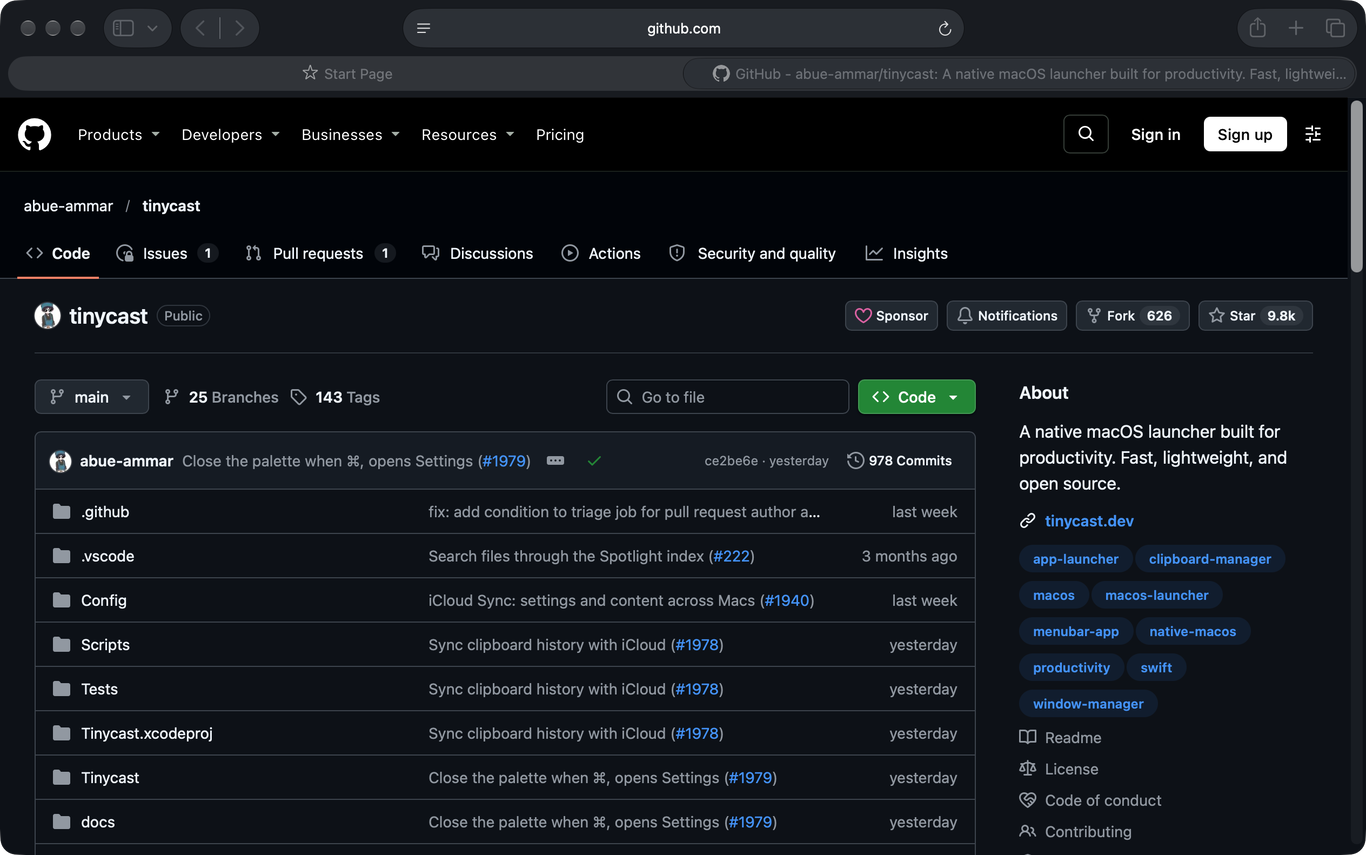 github.com
Start Page
GitHub - abue-ammar/tinycast: A native macOS launcher built for productivity. Fast, lightwei...
Products Developers Businesses Resources Pricing
Sign in Sign up
abue-ammar / tinycast
Code Issues 1 Pull requests 1 Discussions Actions Security and quality Insights
tinycast Public
Sponsor Notifications Fork 626 Star 9.8k
main 25 Branches 143 Tags Go to file Code
abue-ammar Close the palette when ⌘, opens Settings (#1979) ce2be6e · yesterday 978 Commits
.github fix: add condition to triage job for pull request author a... last week
.vscode Search files through the Spotlight index (#222) 3 months ago
Config iCloud Sync: settings and content across Macs (#1940) last week
Scripts Sync clipboard history with iCloud (#1978) yesterday
Tests Sync clipboard history with iCloud (#1978) yesterday
Tinycast.xcodeproj Sync clipboard history with iCloud (#1978) yesterday
Tinycast Close the palette when ⌘, opens Settings (#1979) yesterday
docs Close the palette when ⌘, opens Settings (#1979) yesterday
About
A native macOS launcher built for
productivity. Fast, lightweight, and
open source.
tinycast.dev
app-launcher clipboard-manager
macos macos-launcher
menubar-app native-macos
productivity swift
window-manager
Readme
License
Code of conduct
Contributing